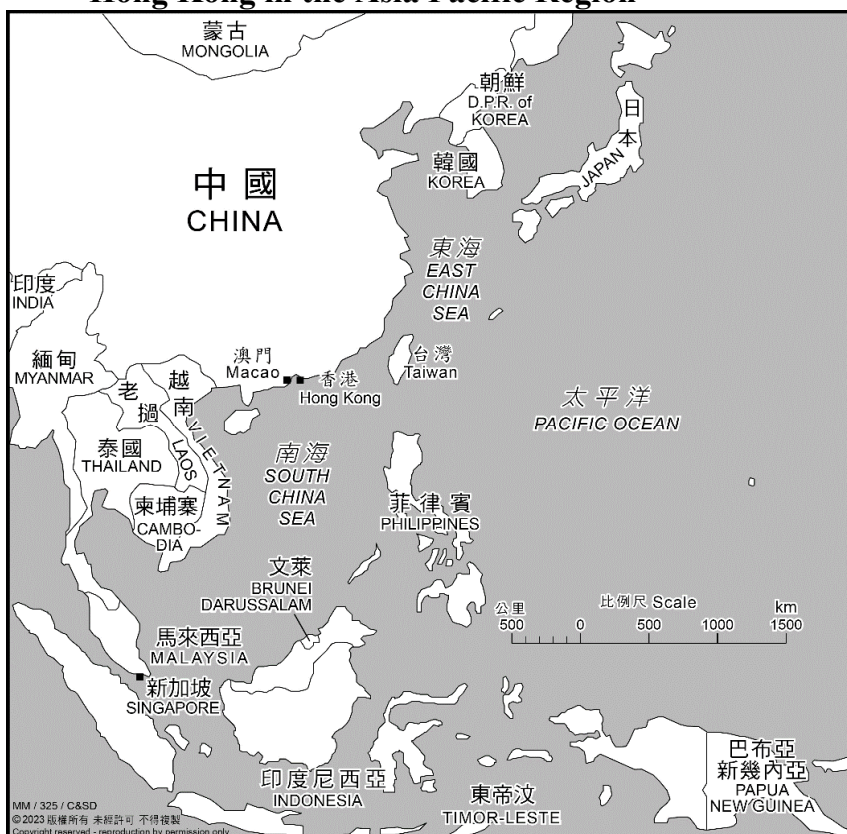 Hong Kong in the Asia Pacific Region
蒙古
MONGOLIA
朝鮮
D.P.R. of
KOREA
日本
JAPAN
韓國
KOREA
中國
CHINA
東海
EAST
CHINA
SEA
印度
INDIA
緬甸
MYANMAR
澳門
Macao
香港
Hong Kong
台灣
Taiwan
老撾
LAOS
越南
VIETNAM
太平洋
PACIFIC OCEAN
泰國
THAILAND
南海
SOUTH
CHINA
SEA
柬埔寨
CAMBO-
DIA
菲律賓
PHILIPPINES
文萊
BRUNEI
DARUSSALAM
公里
比例尺 Scale
km
500 0 500 1000 1500
馬來西亞
MALAYSIA
新加坡
SINGAPORE
印度尼西亞
INDONESIA
東帝汶
TIMOR-LESTE
巴布亞
新幾內亞
PAPUA
NEW GUINEA
MM / 325 / C&SD
©2023 版權所有 未經許可 不得複製
Copyright reserved - reproduction by permission only